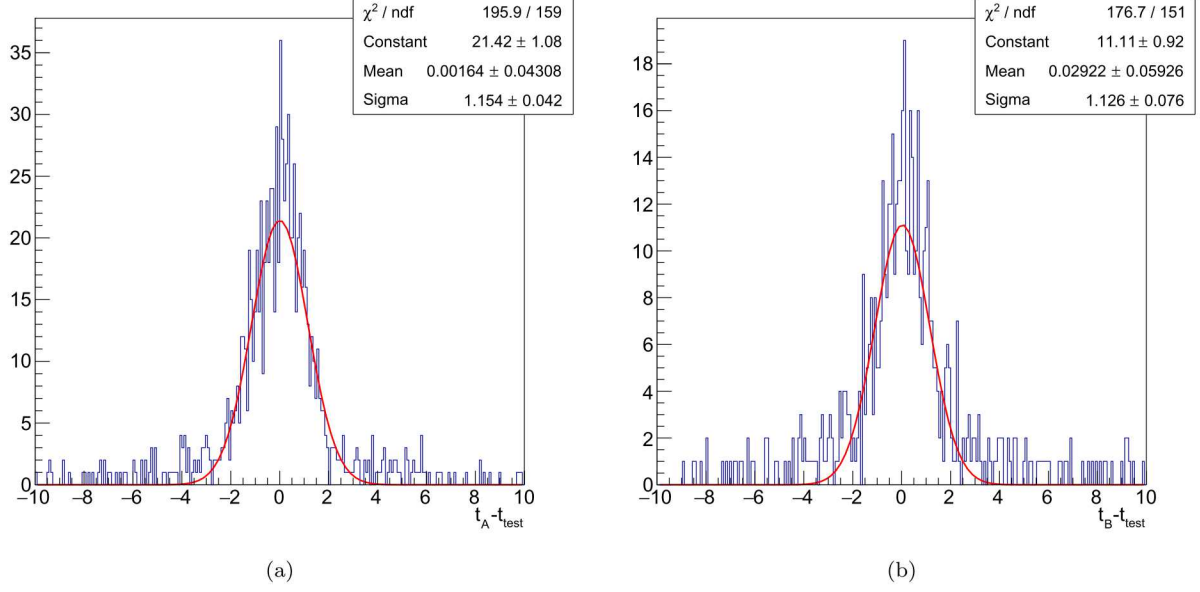 χ² / ndf 195.9 / 159
Constant 21.42 ± 1.08
Mean 0.00164 ± 0.04308
Sigma 1.154 ± 0.042
35
30
25
20
15
10
5
0
−10 −8 −6 −4 −2 0 2 4 6 8 10
t_A-t_test
(a)
χ² / ndf 176.7 / 151
Constant 11.11 ± 0.92
Mean 0.02922 ± 0.05926
Sigma 1.126 ± 0.076
18
16
14
12
10
8
6
4
2
0
−10 −8 −6 −4 −2 0 2 4 6 8 10
t_B-t_test
(b)